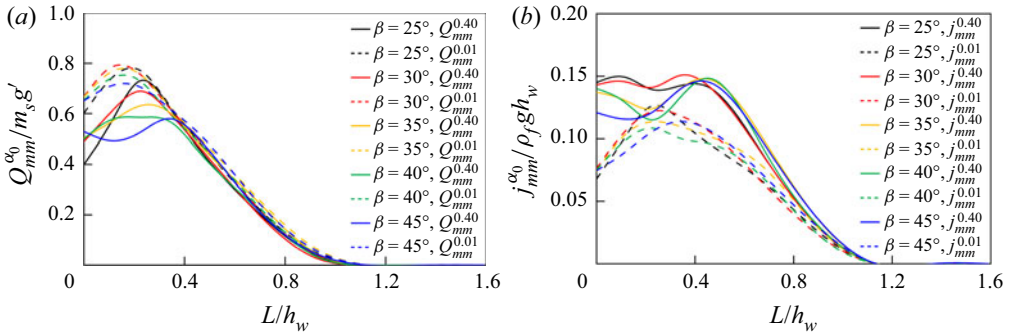 (a)
1.0
0.8
0.6
0.4
0.2
0
0.4
0.8
1.2
1.6
Q_{mm}^{α_0}/m_s g′
L/h_w
β = 25°, Q_{mm}^{0.40}
β = 25°, Q_{mm}^{0.01}
β = 30°, Q_{mm}^{0.40}
β = 30°, Q_{mm}^{0.01}
β = 35°, Q_{mm}^{0.40}
β = 35°, Q_{mm}^{0.01}
β = 40°, Q_{mm}^{0.40}
β = 40°, Q_{mm}^{0.01}
β = 45°, Q_{mm}^{0.40}
β = 45°, Q_{mm}^{0.01}
(b)
0.20
0.15
0.10
0.05
0
0.4
0.8
1.2
1.6
j_{mm}^{α_0}/ρ_f gh_w
L/h_w
β = 25°, j_{mm}^{0.40}
β = 25°, j_{mm}^{0.01}
β = 30°, j_{mm}^{0.40}
β = 30°, j_{mm}^{0.01}
β = 35°, j_{mm}^{0.40}
β = 35°, j_{mm}^{0.01}
β = 40°, j_{mm}^{0.40}
β = 40°, j_{mm}^{0.01}
β = 45°, j_{mm}^{0.40}
β = 45°, j_{mm}^{0.01}